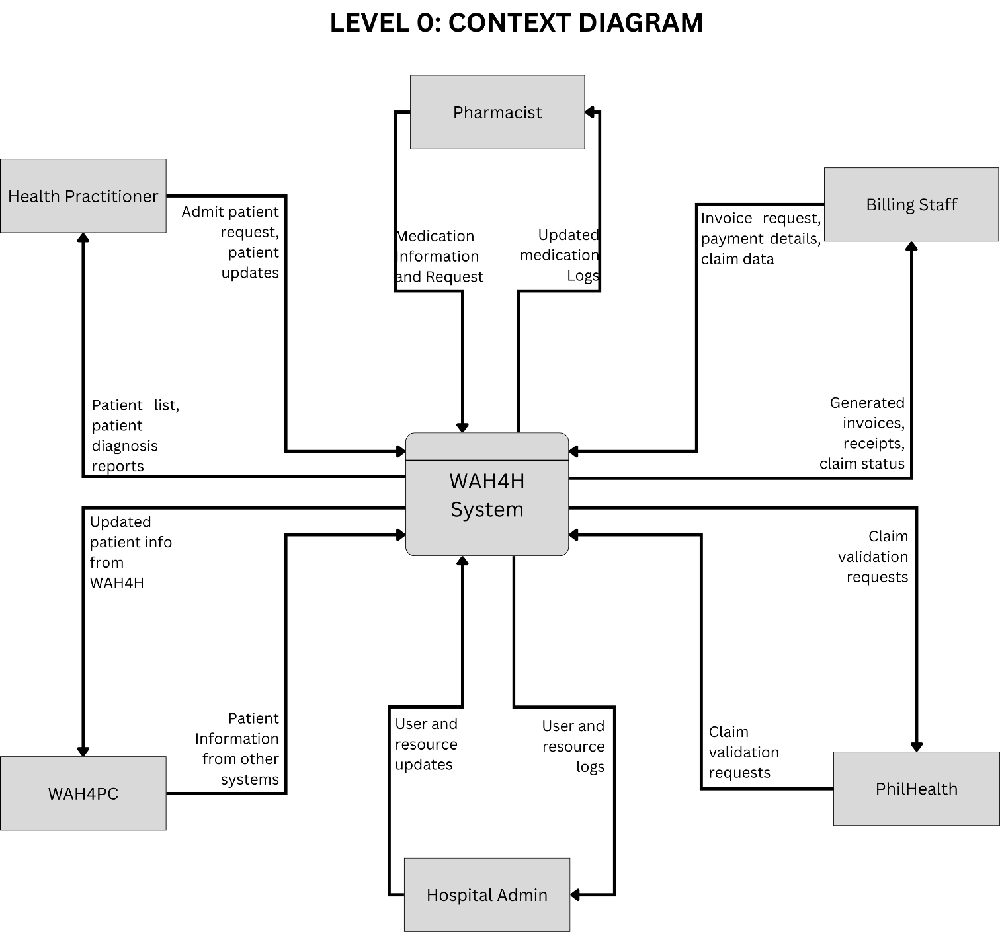 LEVEL 0: CONTEXT DIAGRAM
Pharmacist
Health Practitioner
Billing Staff
Admit patient
request,
patient
updates
Medication
Information
and Request
Updated
medication
Logs
Invoice request,
payment details,
claim data
Patient list,
patient
diagnosis
reports
Generated
invoices,
receipts,
claim status
WAH4H
System
Updated
patient info
from
WAH4H
Claim
validation
requests
Patient
Information
from other
systems
User and
resource
updates
User and
resource
logs
Claim
validation
requests
WAH4PC
PhilHealth
Hospital Admin